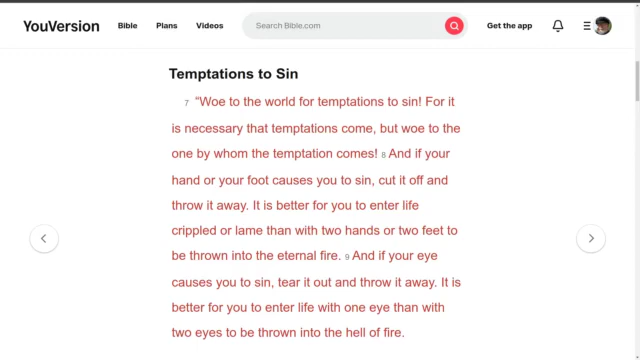 YouVersion Bible Plans Videos Search Bible.com Get the app
Temptations to Sin
7 “Woe to the world for temptations to sin! For it
is necessary that temptations come, but woe to the
one by whom the temptation comes! 8 And if your
hand or your foot causes you to sin, cut it off and
throw it away. It is better for you to enter life
crippled or lame than with two hands or two feet to
be thrown into the eternal fire. 9 And if your eye
causes you to sin, tear it out and throw it away. It is
better for you to enter life with one eye than with
two eyes to be thrown into the hell of fire.